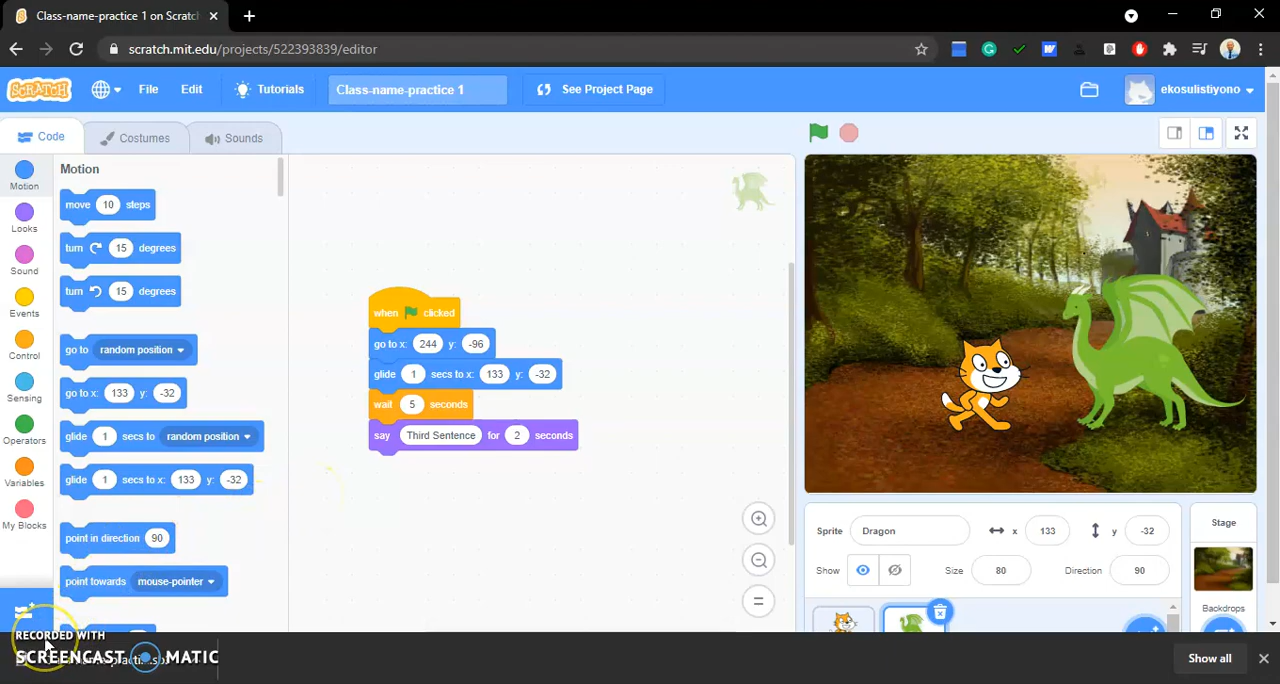 Class-name-practice 1 on Scratch
scratch.mit.edu/projects/522393839/editor
SCRATCH File Edit Tutorials Class-name-practice 1 See Project Page ekosulistiyono
Code Costumes Sounds
Motion
Looks
Sound
Events
Control
Sensing
Operators
Variables
My Blocks
Motion
move 10 steps
turn 15 degrees
turn 15 degrees
go to random position
go to x: 133 y: -32
glide 1 secs to random position
glide 1 secs to x: 133 y: -32
point in direction 90
point towards mouse-pointer
when clicked
go to x: 244 y: -96
glide 1 secs to x: 133 y: -32
wait 5 seconds
say Third Sentence for 2 seconds
Sprite Dragon x 133 y -32
Show Size 80 Direction 90
Stage
Backdrops
RECORDED WITH
SCREENCAST MATIC
Show all